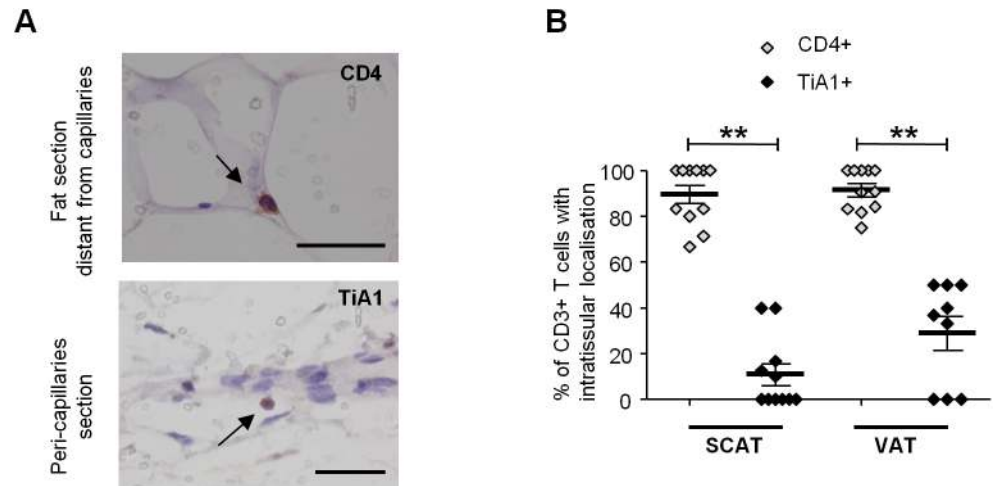 A
Fat section
distant from capillaries
CD4
Peri-capillaries
section
TiA1
B
CD4+
TiA1+
% of CD3+ T cells with
intratissular localisation
**
**
100
80
60
40
20
0
SCAT
VAT